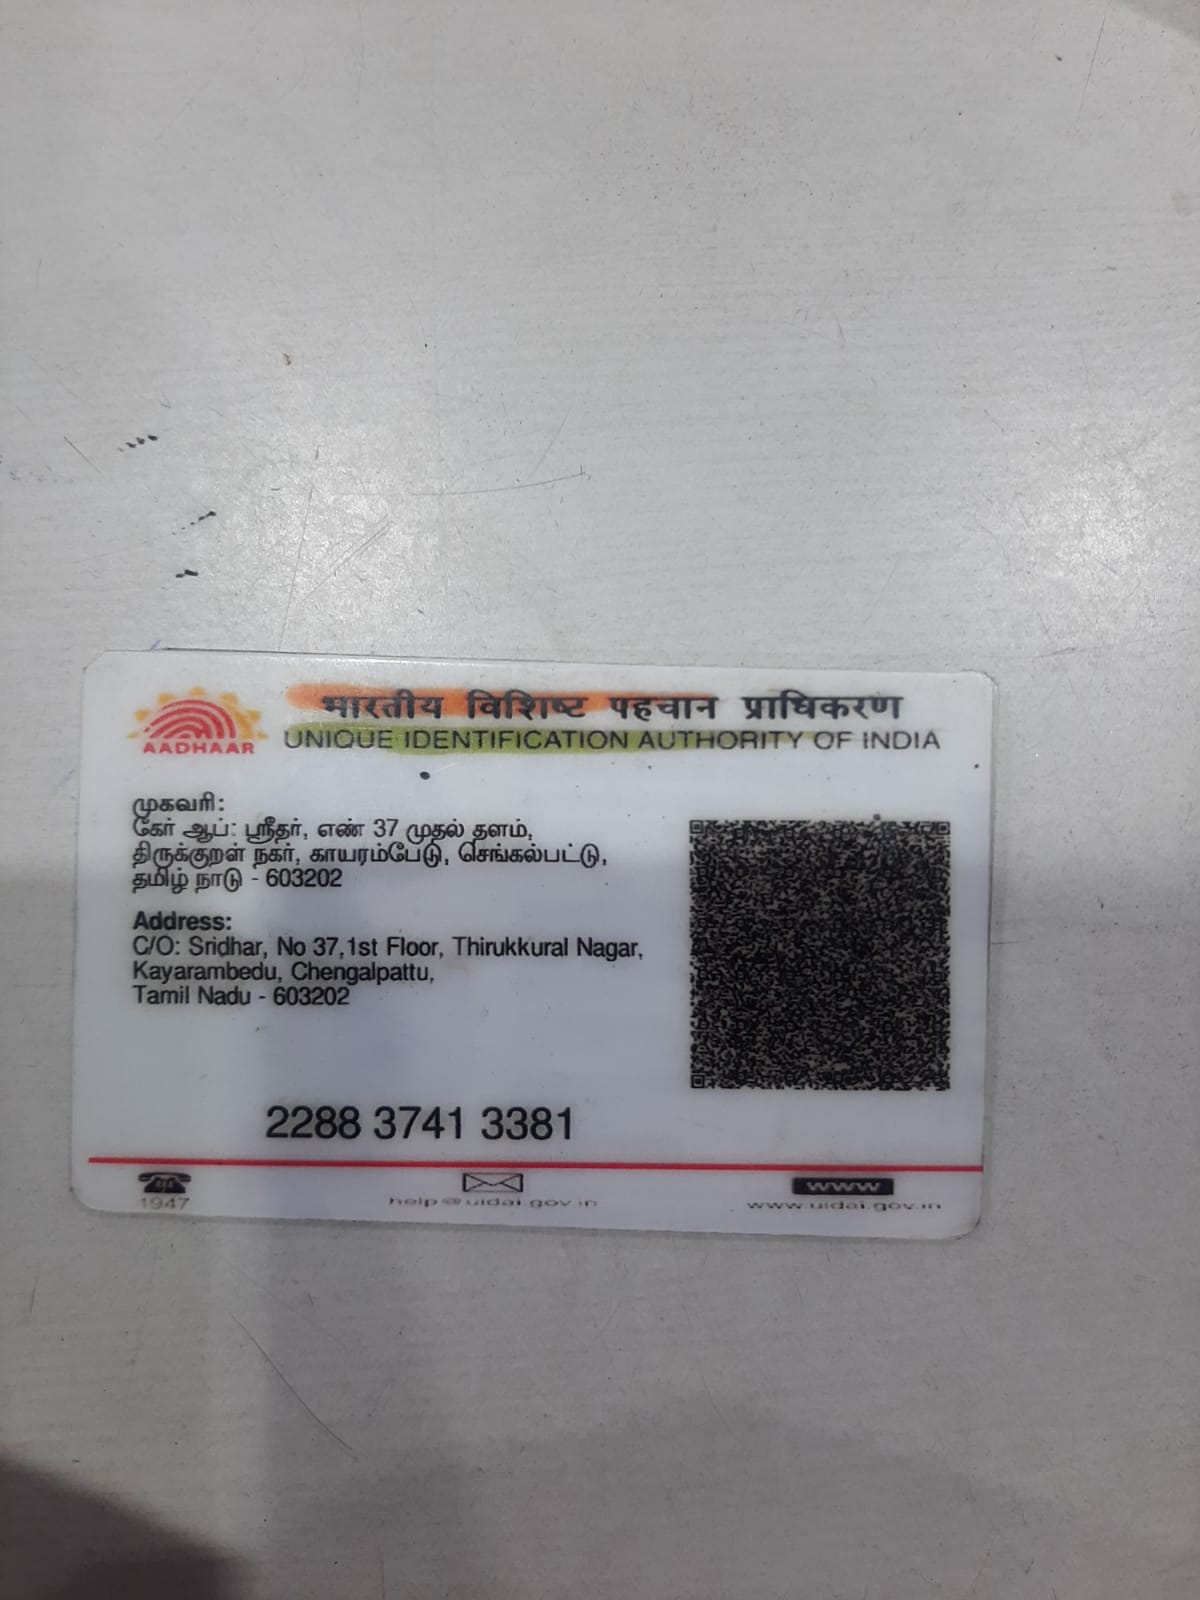 भारतीय विशिष्ट पहचान प्राधिकरण
AADHAAR
UNIQUE IDENTIFICATION AUTHORITY OF INDIA
முகவரி:
கேர் ஆப்: ஸ்ரீதர், எண் 37 முதல் தளம்,
திருக்குறள் நகர், காயரம்பேடு, செங்கல்பட்டு,
தமிழ் நாடு - 603202
Address:
C/O: Sridhar, No 37,1st Floor, Thirukkural Nagar,
Kayarambedu, Chengalpattu,
Tamil Nadu - 603202
2288 3741 3381
1947
help@uidai.gov.in
www
www.uidai.gov.in